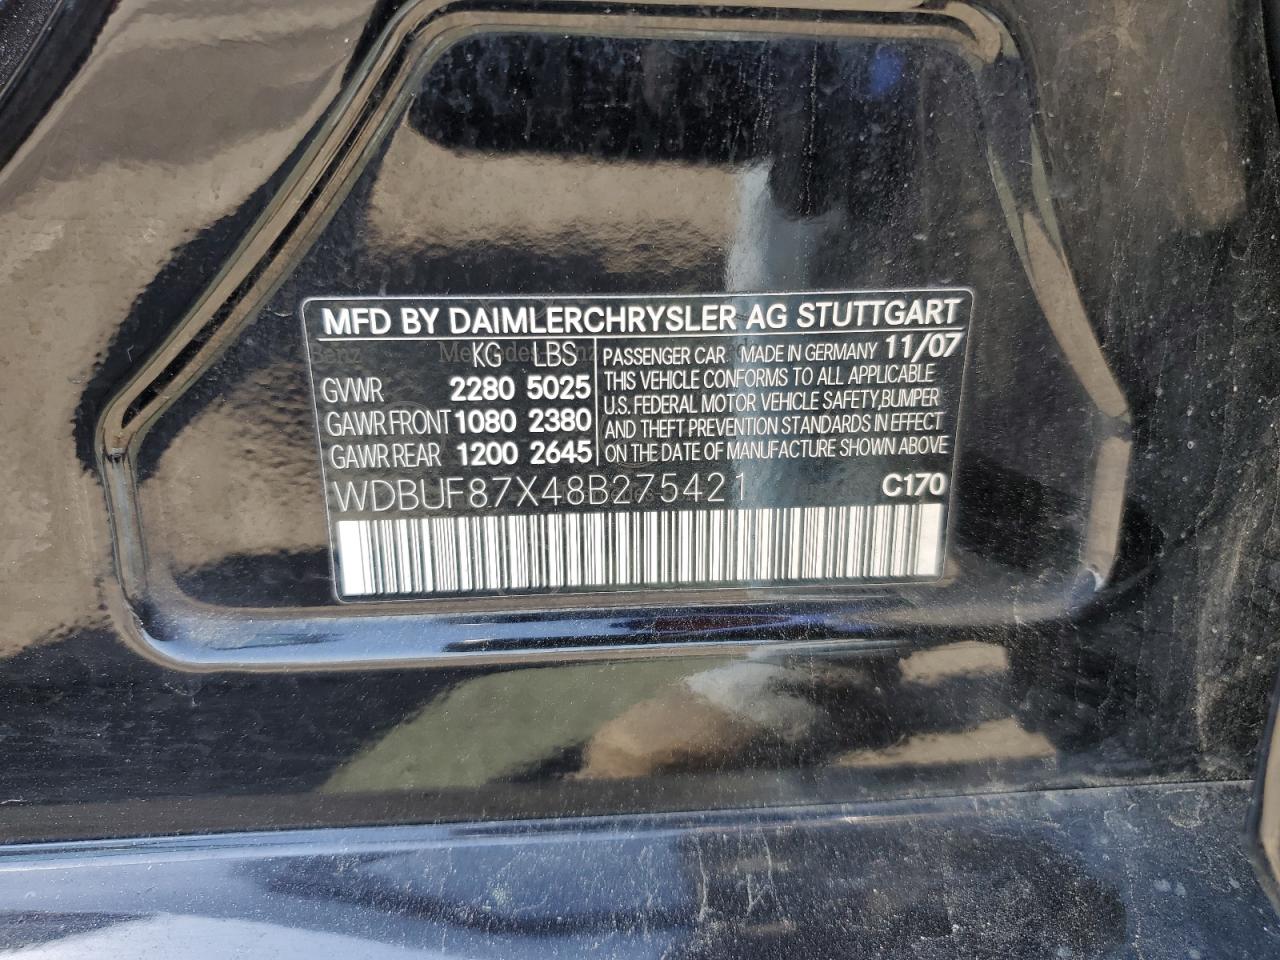 MFD BY DAIMLERCHRYSLER AG STUTTGART
KG LBS
GVWR 2280 5025
GAWR FRONT 1080 2380
GAWR REAR 1200 2645
PASSENGER CAR MADE IN GERMANY 11/07
THIS VEHICLE CONFORMS TO ALL APPLICABLE
U.S. FEDERAL MOTOR VEHICLE SAFETY,BUMPER
AND THEFT PREVENTION STANDARDS IN EFFECT
ON THE DATE OF MANUFACTURE SHOWN ABOVE
WDBUF87X48B275421 C170